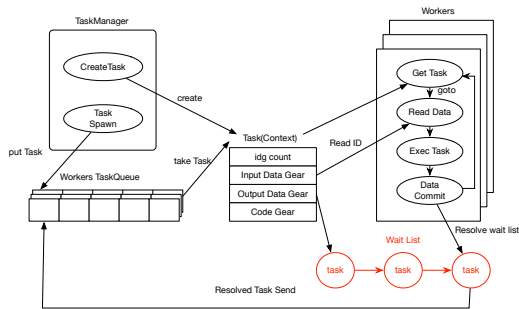 TaskManager
Workers
CreateTask
Get Task
goto
create
Task
Spawn
Read Data
Task(Context)
put Task
Read ID
idg count
take Task
Exec Task
Workers TaskQueue
Input Data Gear
Output Data Gear
Data
Commit
Code Gear
Resolve wait list
Wait List
task
task
task
Resolved Task Send